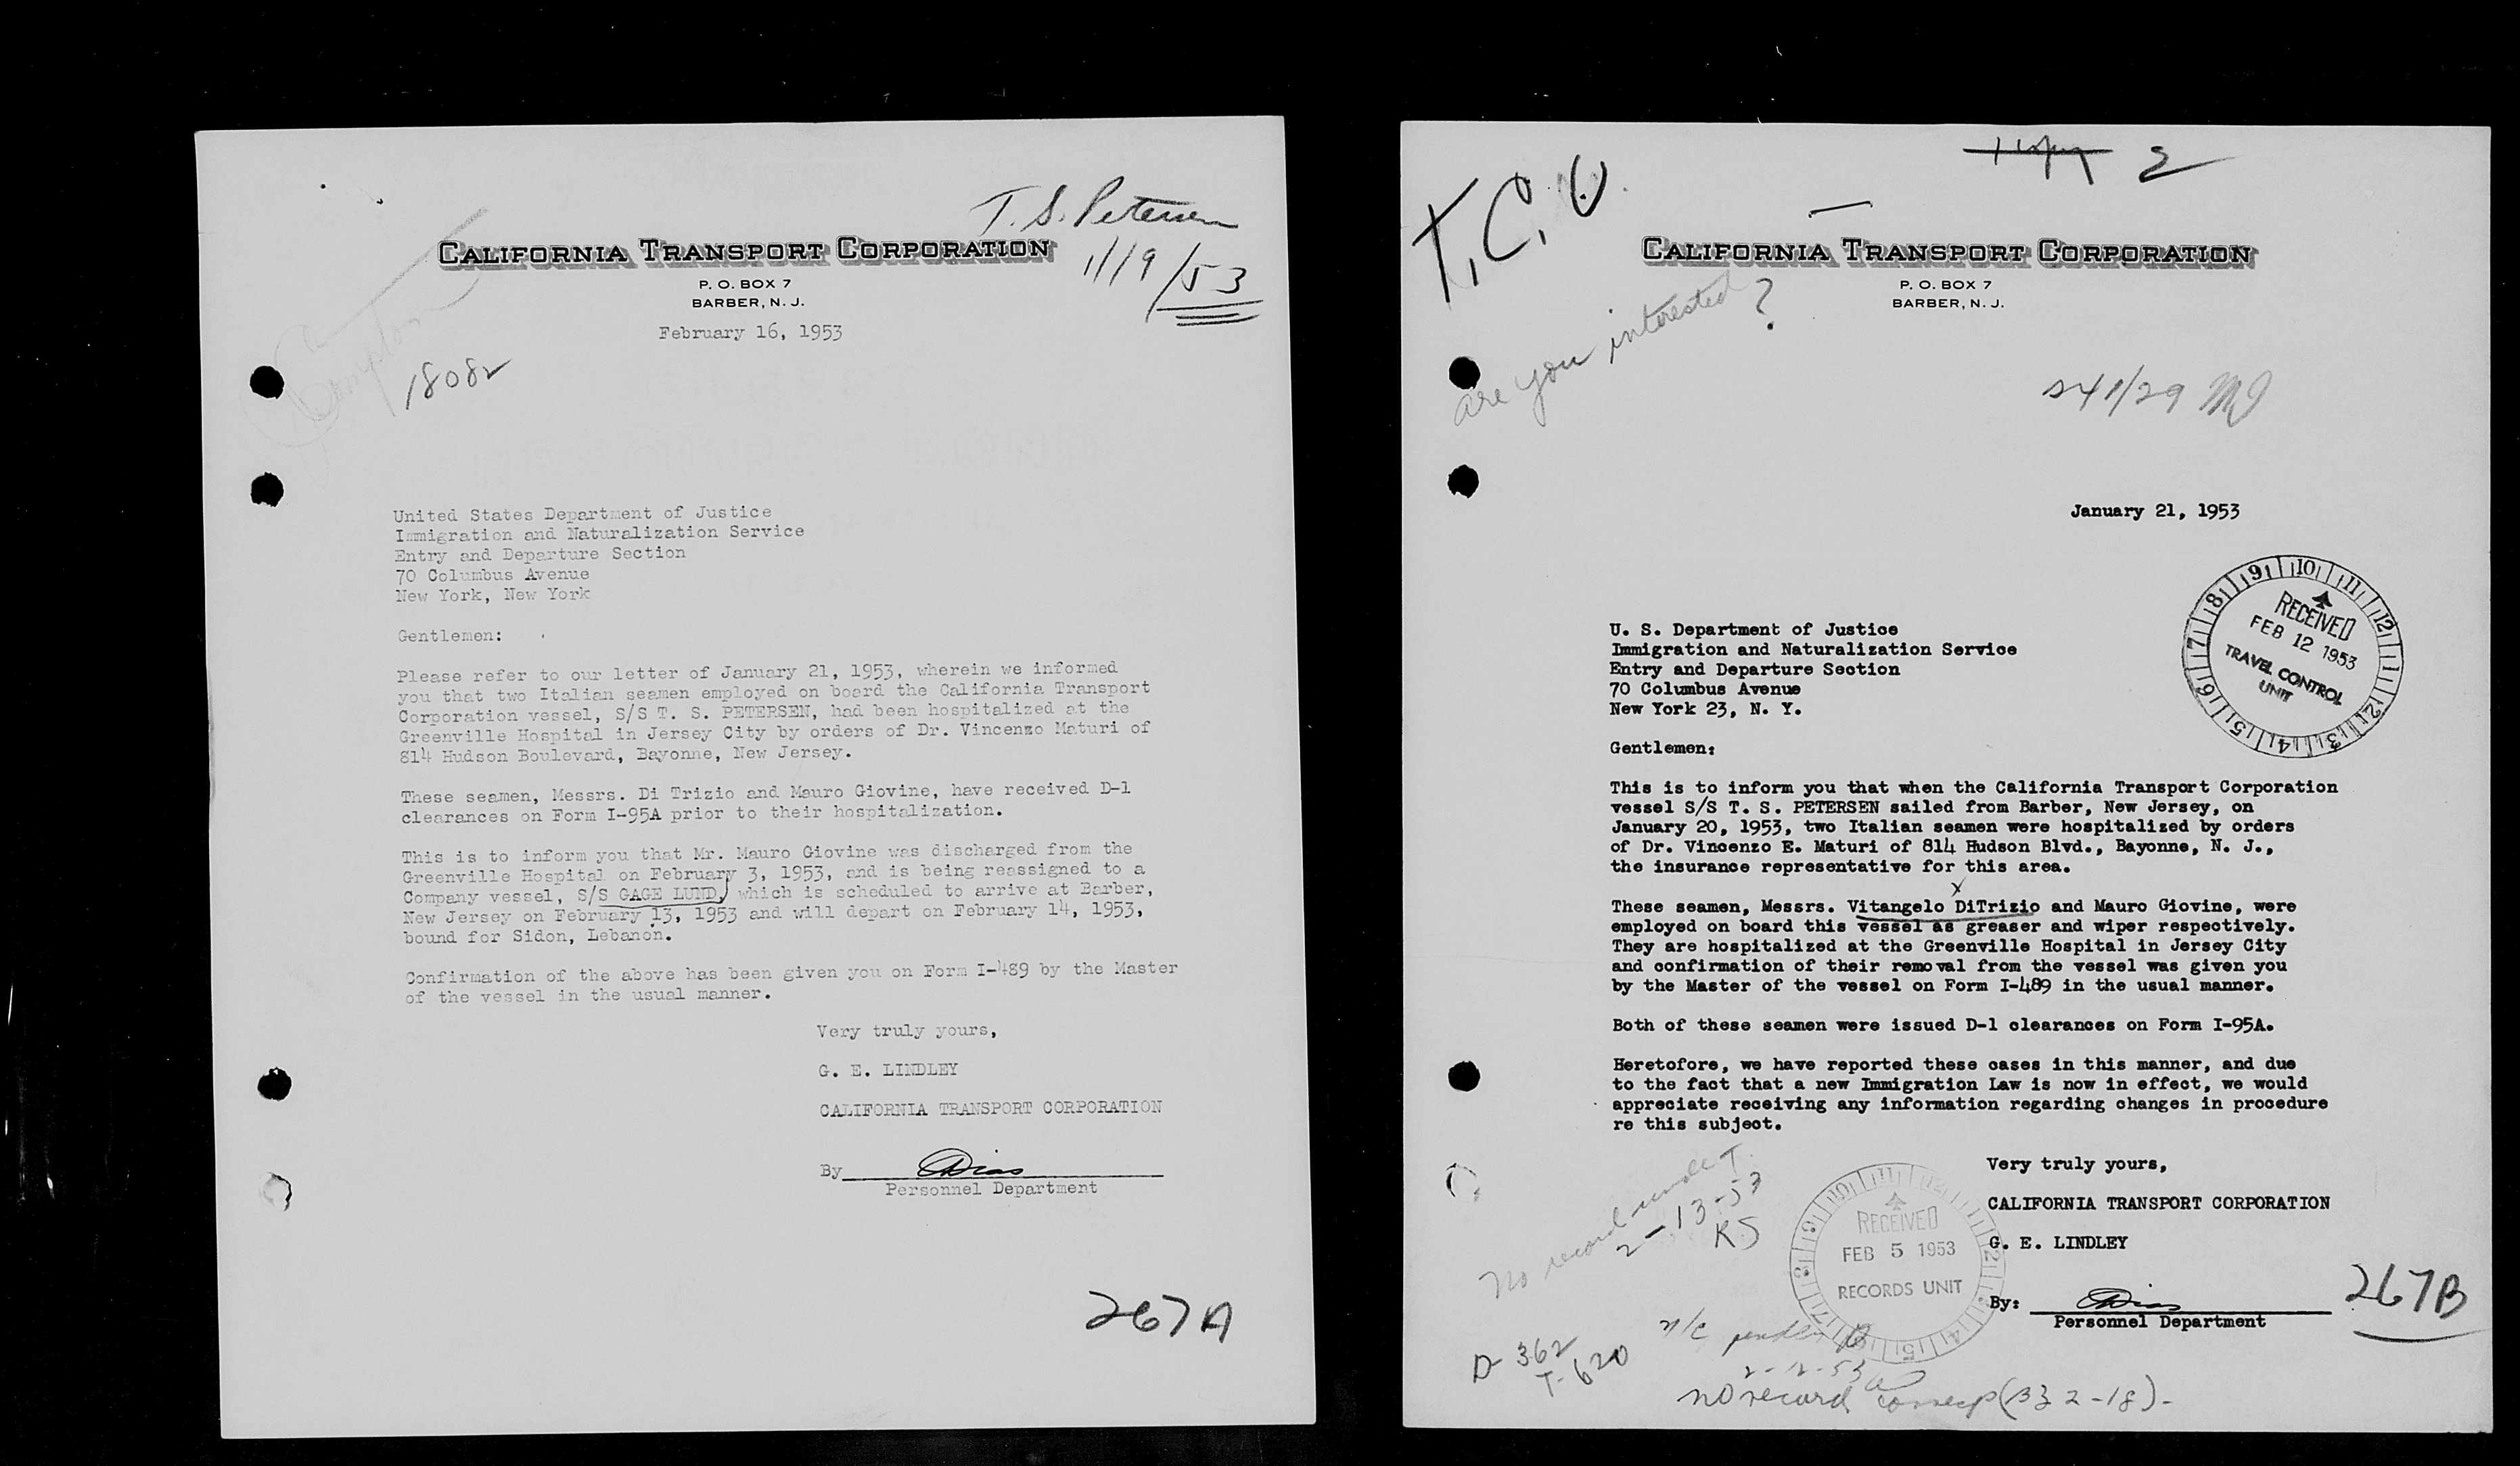 T. S. Petersen
1/19/53
CALIFORNIA TRANSPORT CORPORATION
P. O. BOX 7
BARBER, N. J.
February 16, 1953
18082
United States Department of Justice
Immigration and Naturalization Service
Entry and Departure Section
70 Columbus Avenue
New York, New York
Gentlemen:
Please refer to our letter of January 21, 1953, wherein we informed
you that two Italian seamen employed on board the California Transport
Corporation vessel, S/S T. S. PETERSEN, had been hospitalized at the
Greenville Hospital in Jersey City by orders of Dr. Vincenzo Maturi of
814 Hudson Boulevard, Bayonne, New Jersey.
These seamen, Messrs. Di Trizio and Mauro Giovine, have received D-1
clearances on Form I-95A prior to their hospitalization.
This is to inform you that Mr. Mauro Giovine was discharged from the
Greenville Hospital on February 3, 1953, and is being reassigned to a
Company vessel, S/S GAGE LUND, which is scheduled to arrive at Barber,
New Jersey on February 13, 1953 and will depart on February 14, 1953,
bound for Sidon, Lebanon.
Confirmation of the above has been given you on Form I-489 by the Master
of the vessel in the usual manner.
Very truly yours,
G. E. LINDLEY
CALIFORNIA TRANSPORT CORPORATION
By Dias
Personnel Department
267A
2
T.C.U.
CALIFORNIA TRANSPORT CORPORATION
P. O. BOX 7
BARBER, N. J.
are you interested?
1/29
January 21, 1953
RECEIVED
FEB 12 1953
TRAVEL CONTROL
UNIT
U. S. Department of Justice
Immigration and Naturalization Service
Entry and Departure Section
70 Columbus Avenue
New York 23, N. Y.
Gentlemen:
This is to inform you that when the California Transport Corporation
vessel S/S T. S. PETERSEN sailed from Barber, New Jersey, on
January 20, 1953, two Italian seamen were hospitalized by orders
of Dr. Vincenzo E. Maturi of 814 Hudson Blvd., Bayonne, N. J.,
the insurance representative for this area.
x
These seamen, Messrs. Vitangelo DiTrizio and Mauro Giovine, were
employed on board this vessel as greaser and wiper respectively.
They are hospitalized at the Greenville Hospital in Jersey City
and confirmation of their removal from the vessel was given you
by the Master of the vessel on Form I-489 in the usual manner.
Both of these seamen were issued D-1 clearances on Form I-95A.
Heretofore, we have reported these cases in this manner, and due
to the fact that a new Immigration Law is now in effect, we would
appreciate receiving any information regarding changes in procedure
re this subject.
Very truly yours,
CALIFORNIA TRANSPORT CORPORATION
G. E. LINDLEY
By: Dias
Personnel Department
267B
No record
2-13-53
KS
RECEIVED
FEB 5 1953
RECORDS UNIT
D-362
T-620
2-12-53
no record
2-18